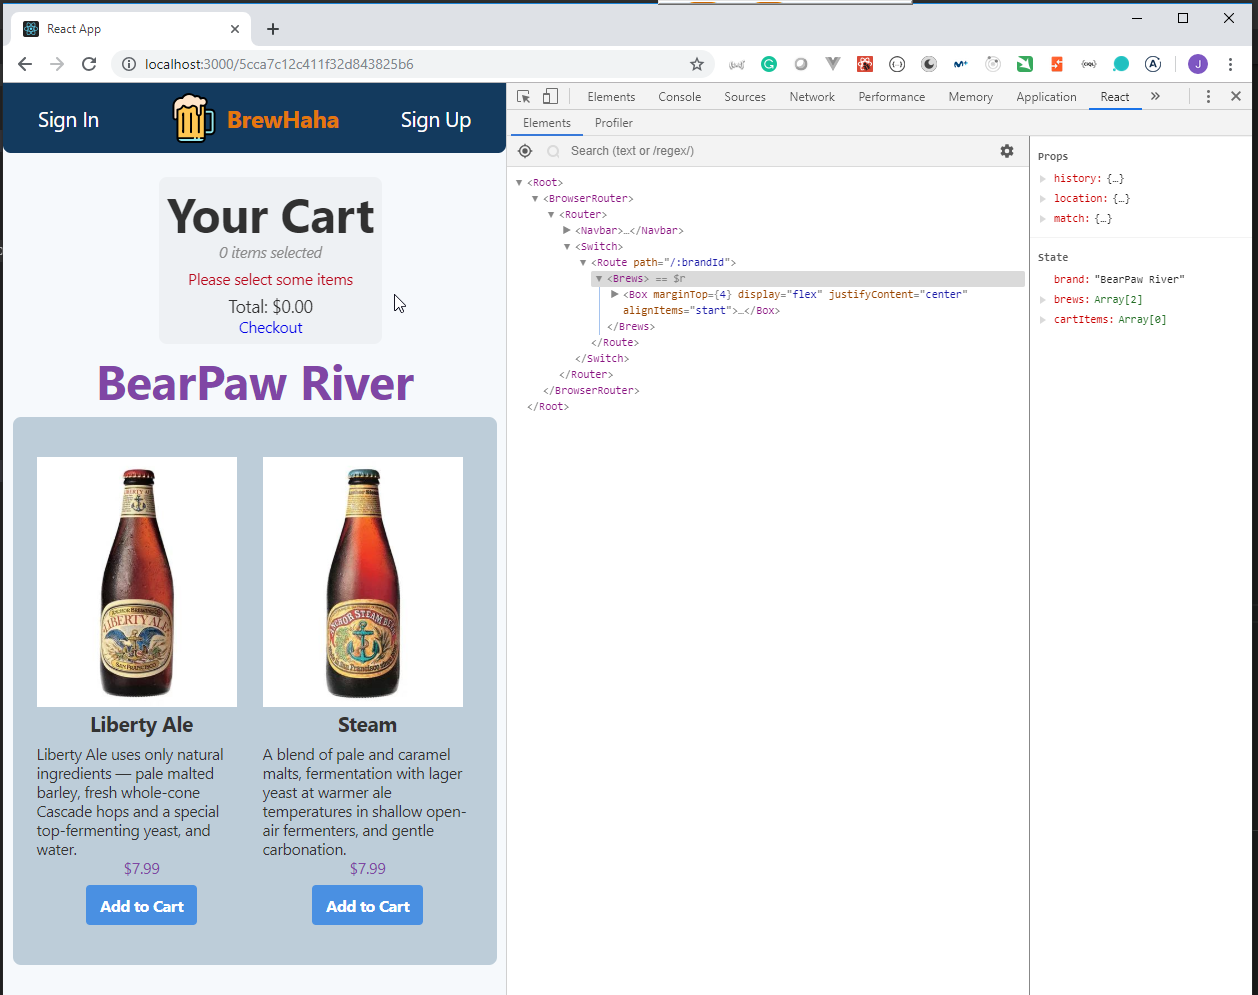 React App
localhost:3000/5cca7c12c411f32d843825b6
J
Sign In
BrewHaha
Sign Up
Your Cart
0 items selected
Please select some items
Total: $0.00
Checkout
BearPaw River
LIBERTY ALE
ANCHOR STEAM BEER
Liberty Ale
Steam
Liberty Ale uses only natural
ingredients — pale malted
barley, fresh whole-cone
Cascade hops and a special
top-fermenting yeast, and
water.
$7.99
Add to Cart
A blend of pale and caramel
malts, fermentation with lager
yeast at warmer ale
temperatures in shallow open-
air fermenters, and gentle
carbonation.
$7.99
Add to Cart
Elements Console Sources Network Performance Memory Application React »
Elements Profiler
Search (text or /regex/)
▼ <Root>
▼ <BrowserRouter>
▼ <Router>
▶ <Navbar>…</Navbar>
▼ <Switch>
▼ <Route path="/:brandId">
▼ <Brews> == $r
▶ <Box marginTop={4} display="flex" justifyContent="center"
alignItems="start">…</Box>
</Brews>
</Route>
</Switch>
</Router>
</BrowserRouter>
</Root>
Props
▶ history: {…}
▶ location: {…}
▶ match: {…}
State
brand: "BearPaw River"
▶ brews: Array[2]
▶ cartItems: Array[0]